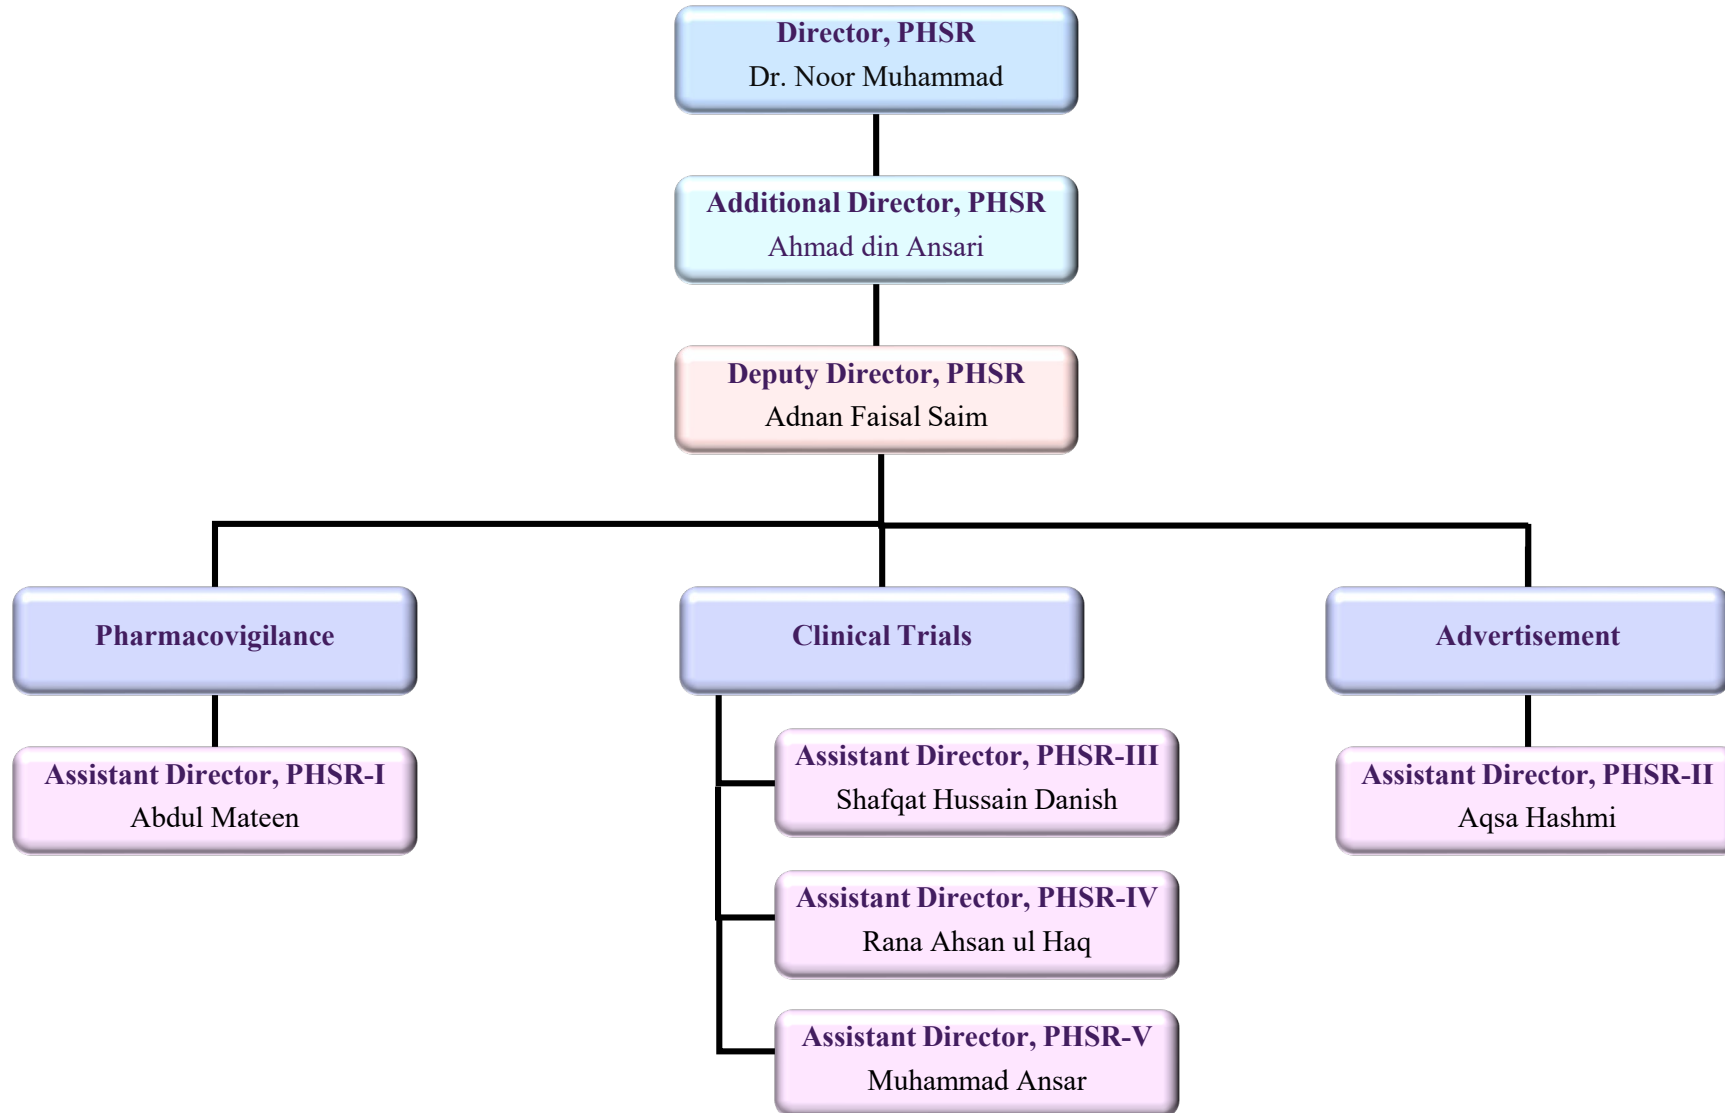 Director, PHSR
Dr. Noor Muhammad
Additional Director, PHSR
Ahmad din Ansari
Deputy Director, PHSR
Adnan Faisal Saim
Pharmacovigilance
Clinical Trials
Advertisement
Assistant Director, PHSR-I
Abdul Mateen
Assistant Director, PHSR-III
Shafqat Hussain Danish
Assistant Director, PHSR-IV
Rana Ahsan ul Haq
Assistant Director, PHSR-V
Muhammad Ansar
Assistant Director, PHSR-II
Aqsa Hashmi